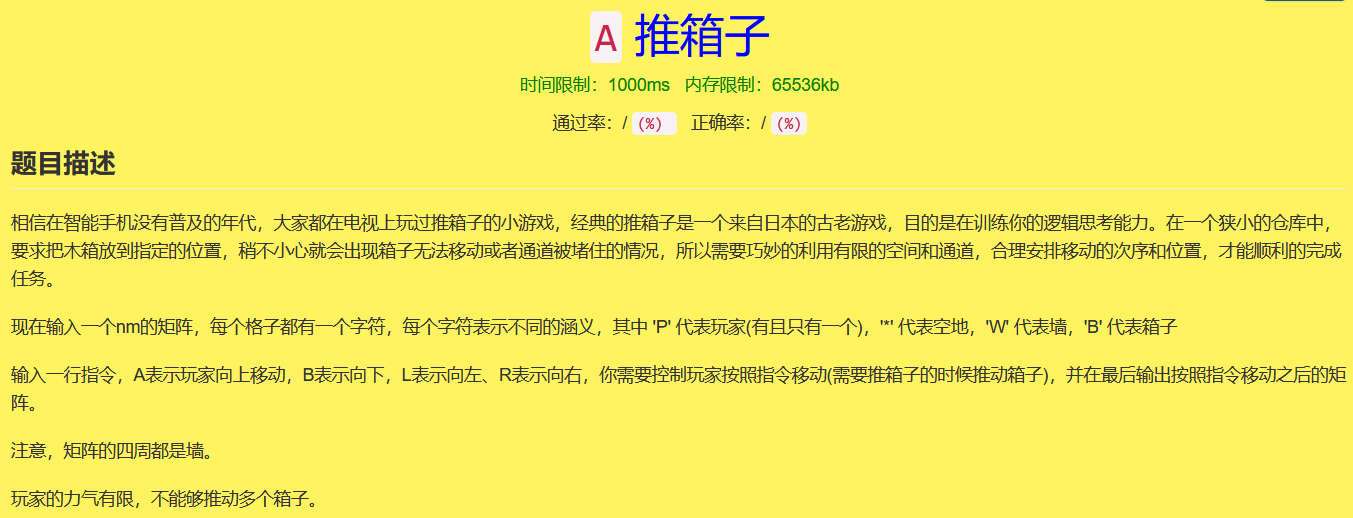 A 推箱子
时间限制：1000ms 内存限制：65536kb
通过率：/ (%) 正确率：/ (%)
题目描述
相信在智能手机没有普及的年代，大家都在电视上玩过推箱子的小游戏，经典的推箱子是一个来自日本的古老游戏，目的是在训练你的逻辑思考能力。在一个狭小的仓库中，
要求把木箱放到指定的位置，稍不小心就会出现箱子无法移动或者通道被堵住的情况，所以需要巧妙的利用有限的空间和通道，合理安排移动的次序和位置，才能顺利的完成
任务。
现在输入一个nm的矩阵，每个格子都有一个字符，每个字符表示不同的涵义，其中 'P' 代表玩家(有且只有一个)，'*' 代表空地，'W' 代表墙，'B' 代表箱子
输入一行指令，A表示玩家向上移动，B表示向下，L表示向左、R表示向右，你需要控制玩家按照指令移动(需要推箱子的时候推动箱子)，并在最后输出按照指令移动之后的矩
阵。
注意，矩阵的四周都是墙。
玩家的力气有限，不能够推动多个箱子。